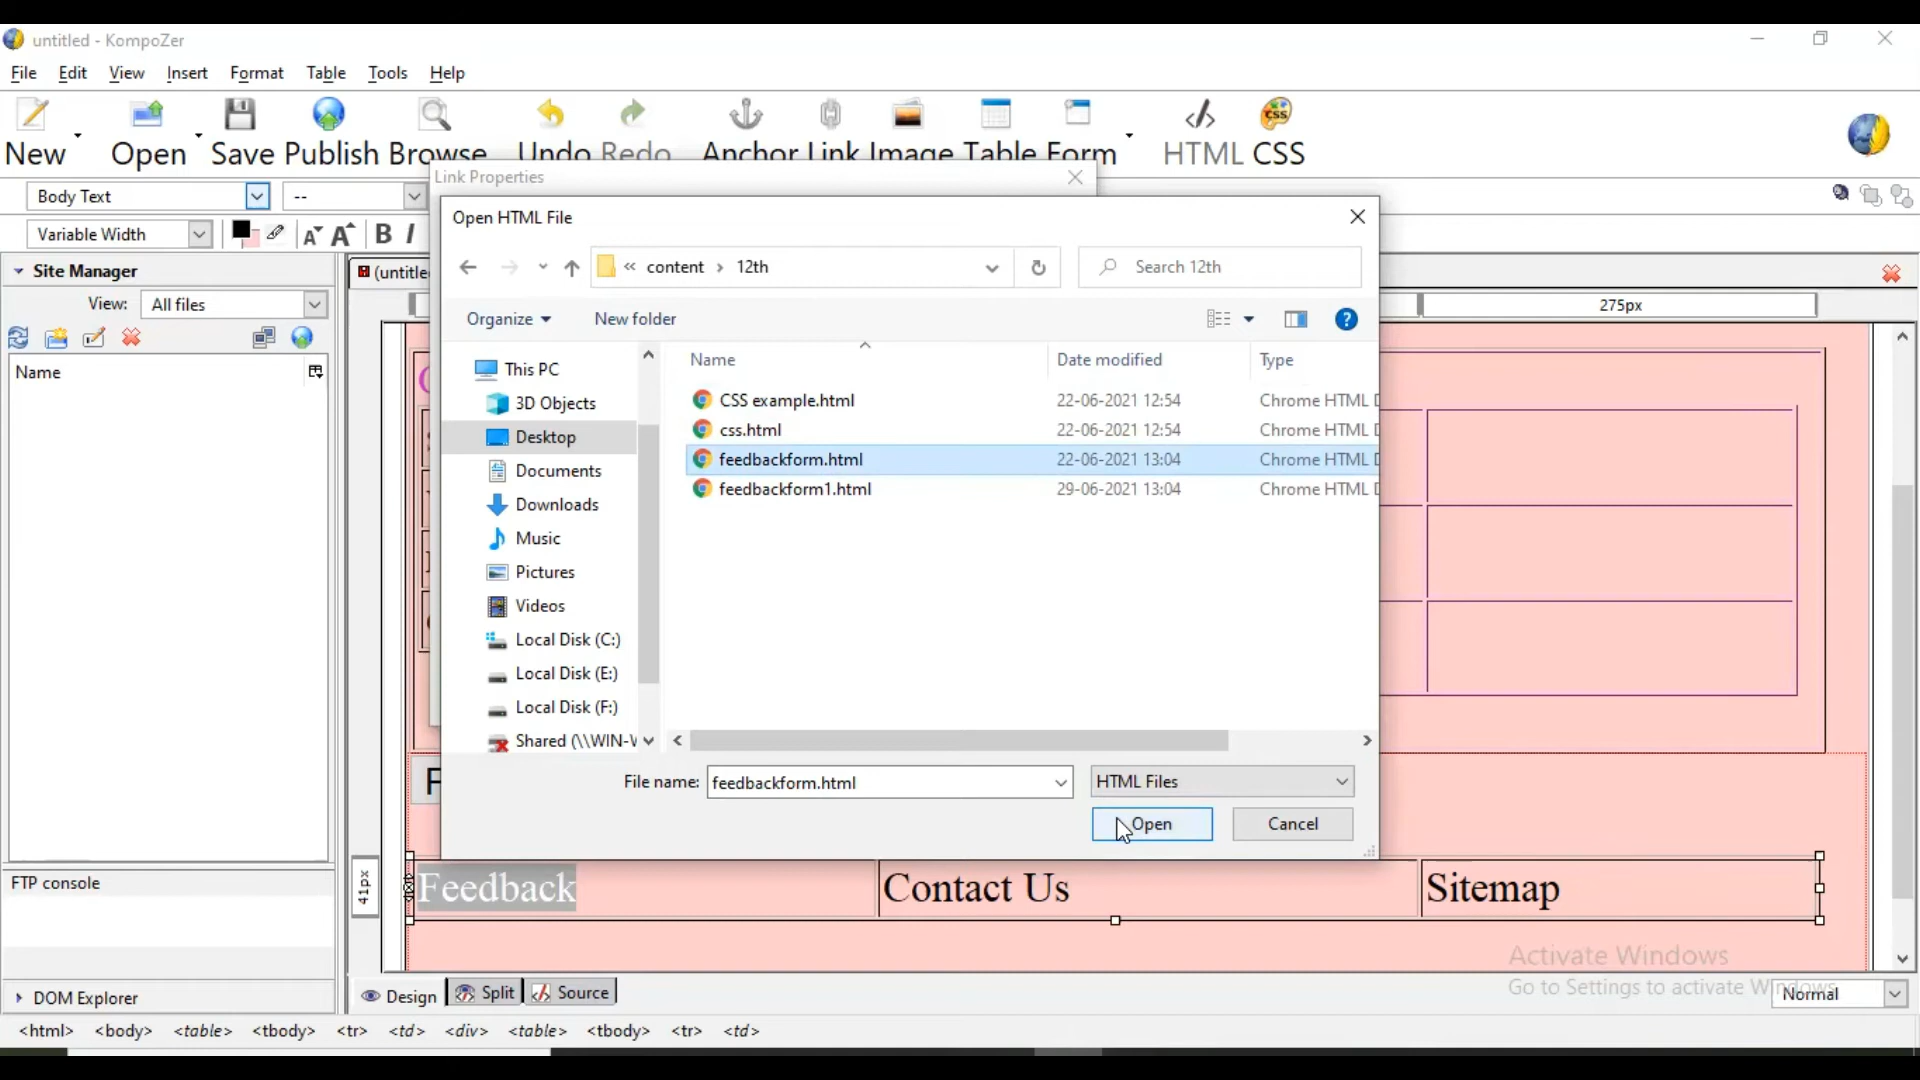 untitled - KompoZer
File Edit View Insert Format Table Tools Help
New Open Save Publish Browse Undo Redo Anchor Link Image Table Form HTML CSS
Link Properties
Body Text --
Open HTML File
Variable Width B I
content › 12th Search 12th
Site Manager
(untitle
View: All files
275px
Organize New folder
Name
Name Date modified Type
This PC
3D Objects
Desktop
Documents
Downloads
Music
Pictures
Videos
Local Disk (C:)
Local Disk (E:)
Local Disk (F:)
Shared (\\WIN-
CSS example.html 22-06-2021 12:54 Chrome HTML
css.html 22-06-2021 12:54 Chrome HTML
feedbackform.html 22-06-2021 13:04 Chrome HTML
feedbackform1.html 29-06-2021 13:04 Chrome HTML
File name: feedbackform.html HTML Files
Open Cancel
FTP console
41px
Feedback Contact Us Sitemap
Activate Windows
Go to Settings to activate Windows.
DOM Explorer
Design Split Source Normal
<html> <body> <table> <tbody> <tr> <td> <div> <table> <tbody> <tr> <td>